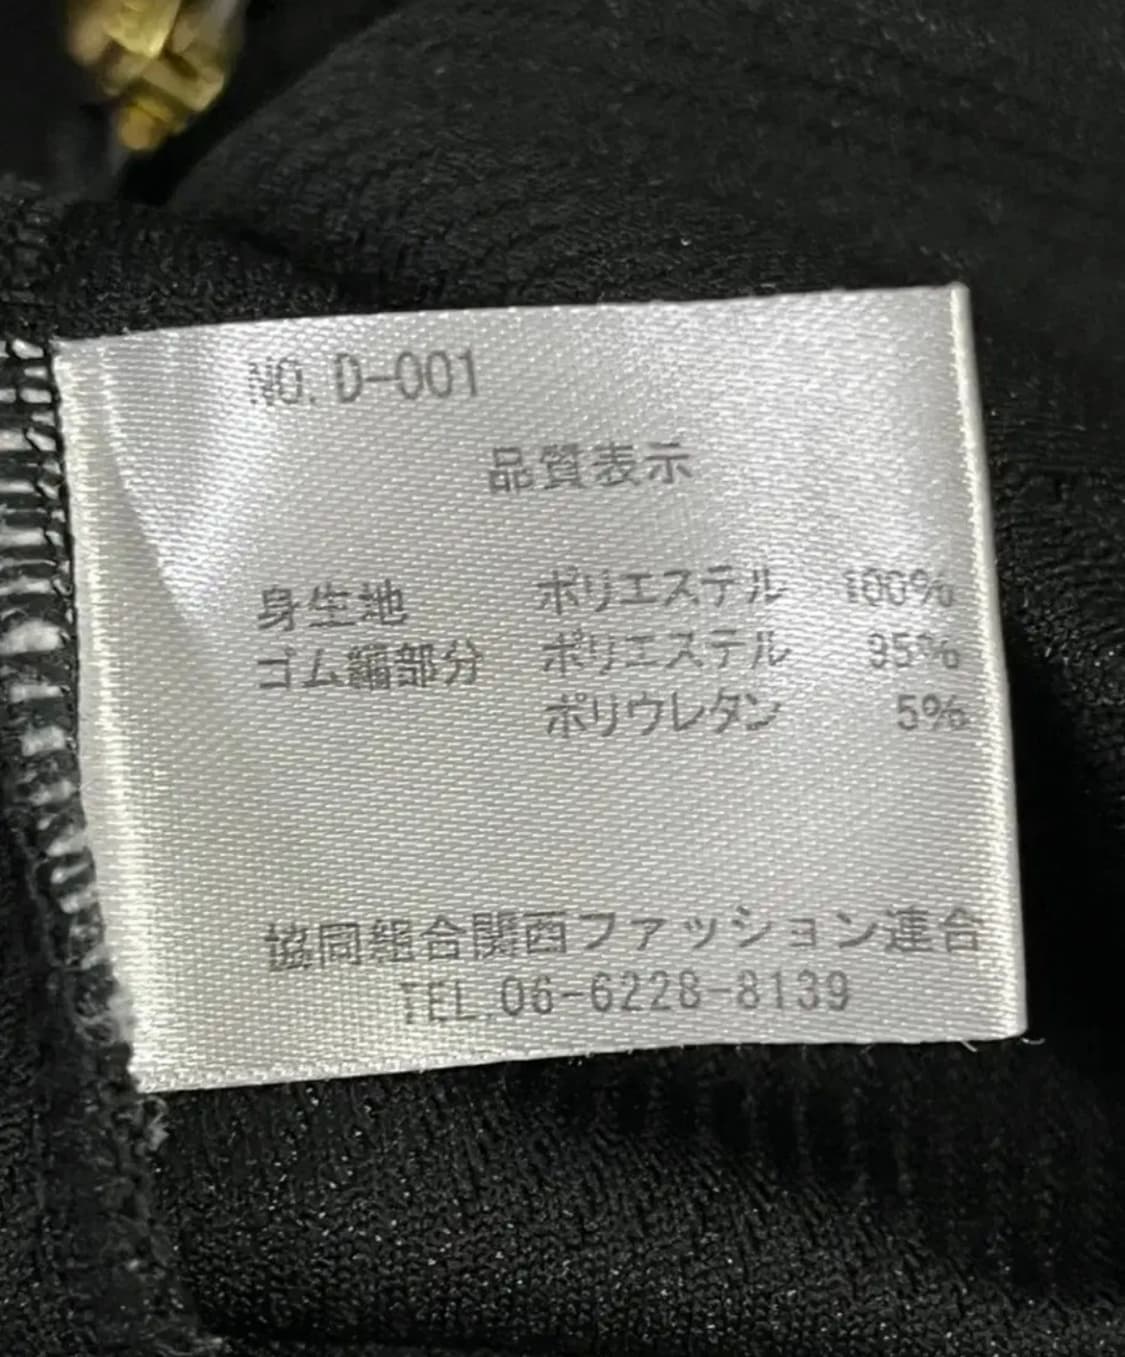 NO. D-001
品質表示
身生地 ポリエステル 100%
ゴム編部分 ポリエステル 95%
ポリウレタン 5%
協同組合関西ファッション連合
TEL.06-6228-8139